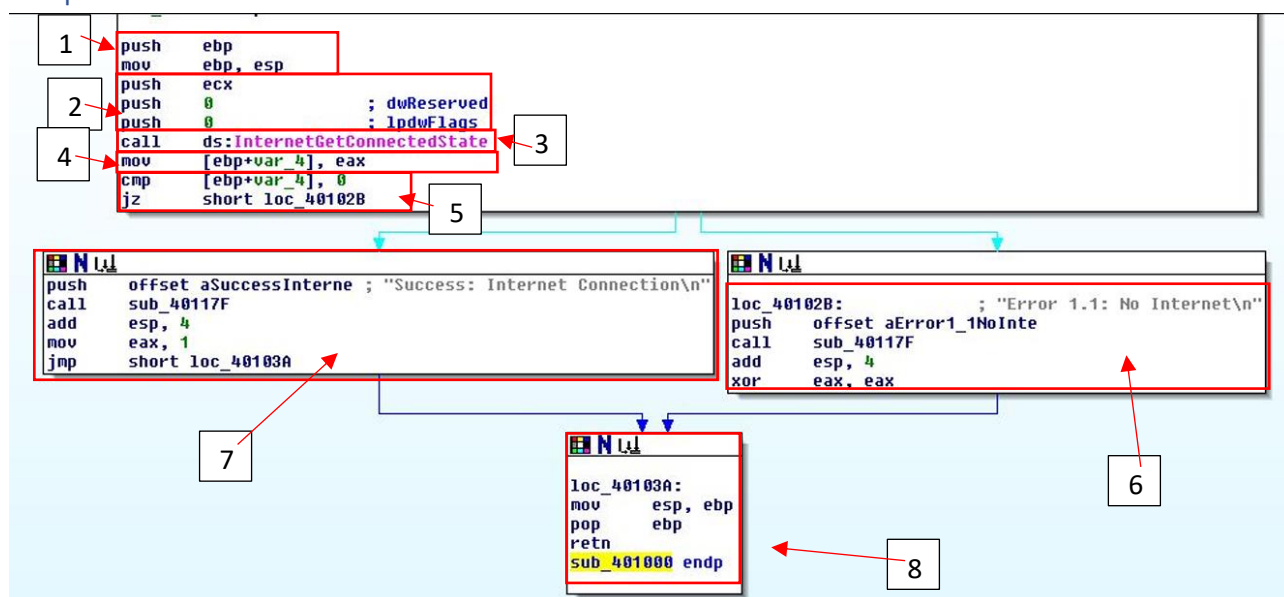 1
push ebp
mov ebp, esp
2
push ecx
push 0 ; dwReserved
push 0 ; lpdwFlags
call ds:InternetGetConnectedState
3
4
mov [ebp+var_4], eax
cmp [ebp+var_4], 0
jz short loc_40102B
5
push offset aSuccessInterne ; "Success: Internet Connection\n"
call sub_40117F
add esp, 4
mov eax, 1
jmp short loc_40103A
7
loc_40102B: ; "Error 1.1: No Internet\n"
push offset aError1_1NoInte
call sub_40117F
add esp, 4
xor eax, eax
6
loc_40103A:
mov esp, ebp
pop ebp
retn
sub_401000 endp
8